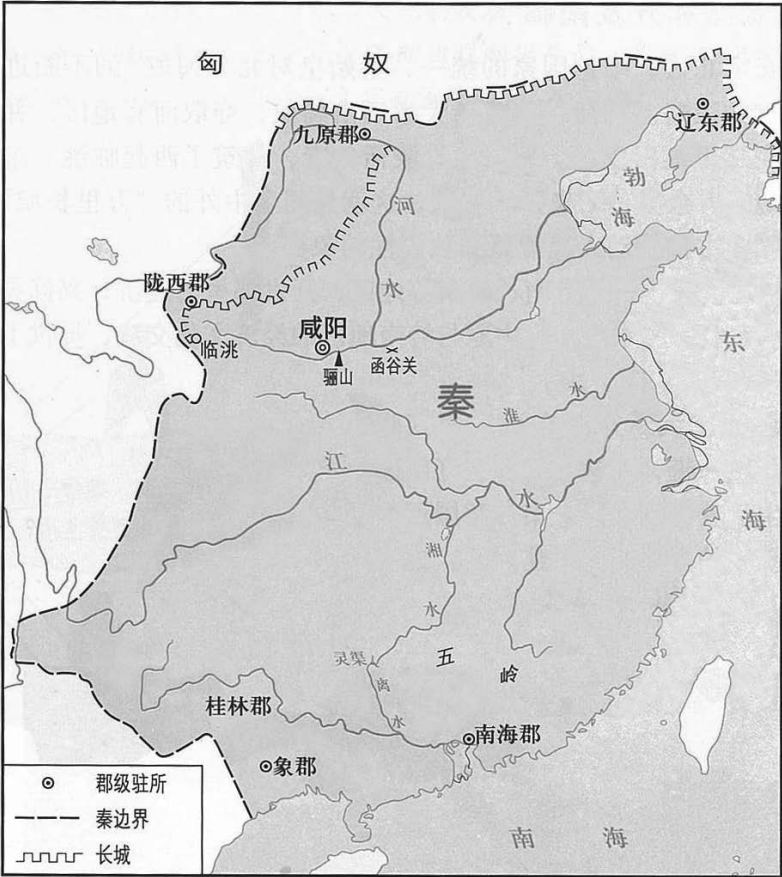 匈 奴
辽东郡
九原郡
勃海
河水
陇西郡
临洮
咸阳
骊山
函谷关
东海
秦
淮水
江水
湘水
灵渠
离水
五岭
桂林郡
南海郡
象郡
南海
郡级驻所
秦边界
长城